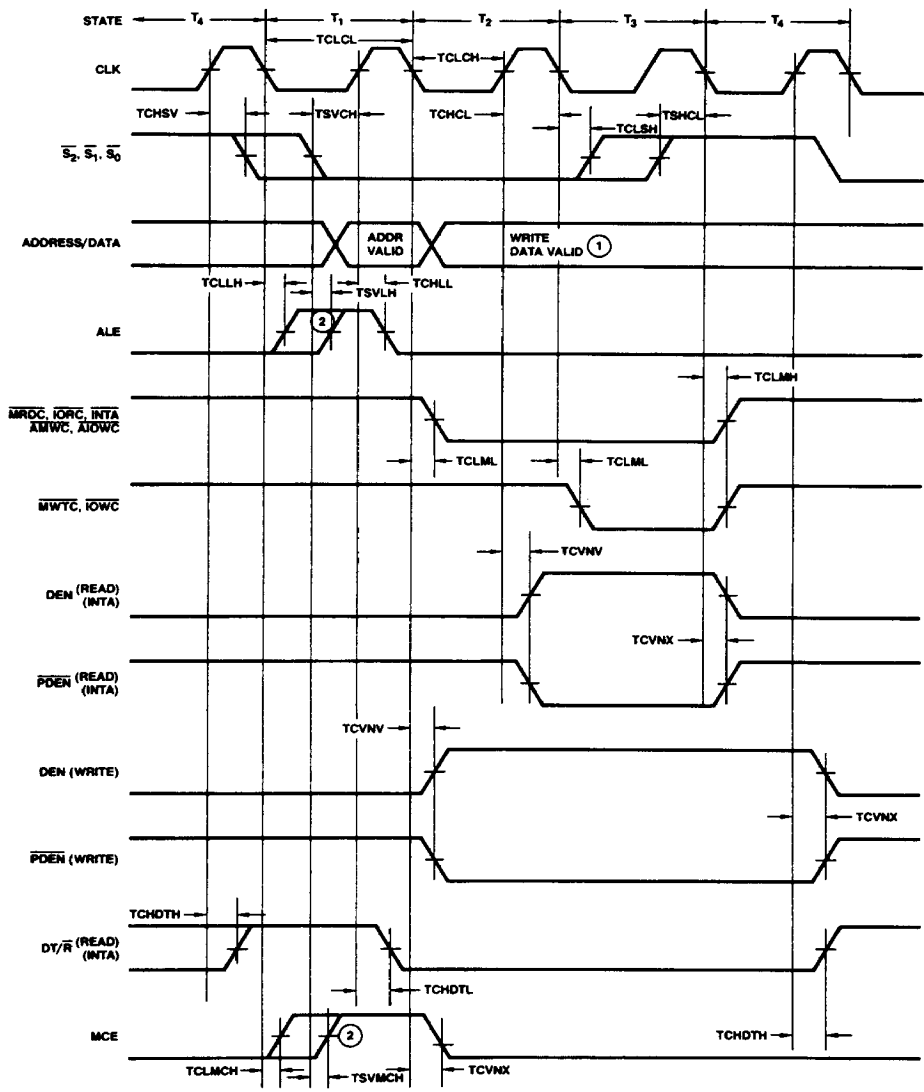 STATE T4 T1 T2 T3 T4
TCLCL
CLK TCLCH
TCHSV TSVCH TCHCL TSHCL
TCLSH
S2, S1, S0
ADDRESS/DATA ADDR VALID WRITE DATA VALID 1
TCLLH TSVLH TCHLL
ALE 2
TCLMH
MRDC, IORC, INTA
AMWC, AIOWC
TCLML TCLML
MWTC, IOWC
TCVNV
DEN (READ)
(INTA)
TCVNX
PDEN (READ)
(INTA)
TCVNV
DEN (WRITE)
TCVNX
PDEN (WRITE)
TCHDTH
DT/R (READ)
(INTA)
TCHDTL
MCE 2 TCHDTH
TCLMCH TSVMCH TCVNX